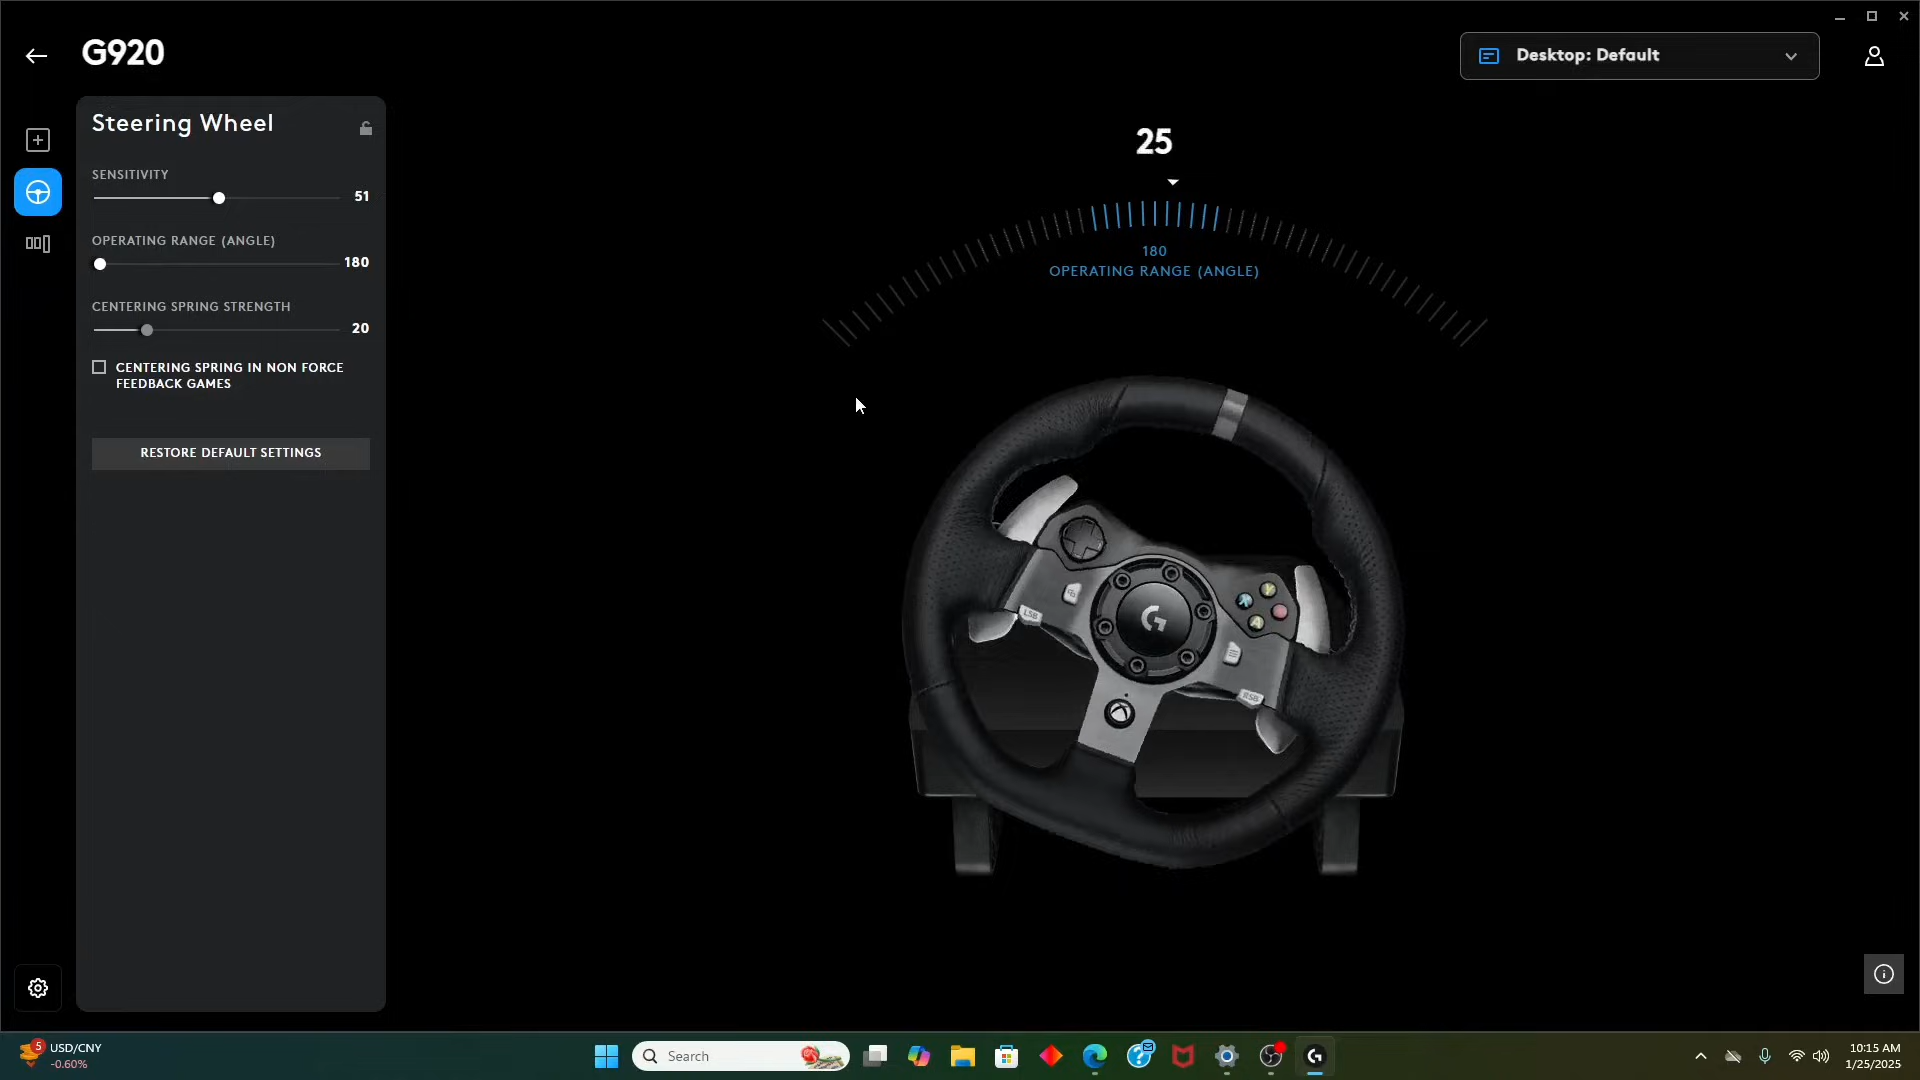 G920
Desktop: Default
Steering Wheel
SENSITIVITY
51
OPERATING RANGE (ANGLE)
180
CENTERING SPRING STRENGTH
20
CENTERING SPRING IN NON FORCE
FEEDBACK GAMES
RESTORE DEFAULT SETTINGS
25
180
OPERATING RANGE (ANGLE)
LSB
Y
X
A
RSB
5
USD/CNY
-0.60%
Search
10:15 AM
1/25/2025